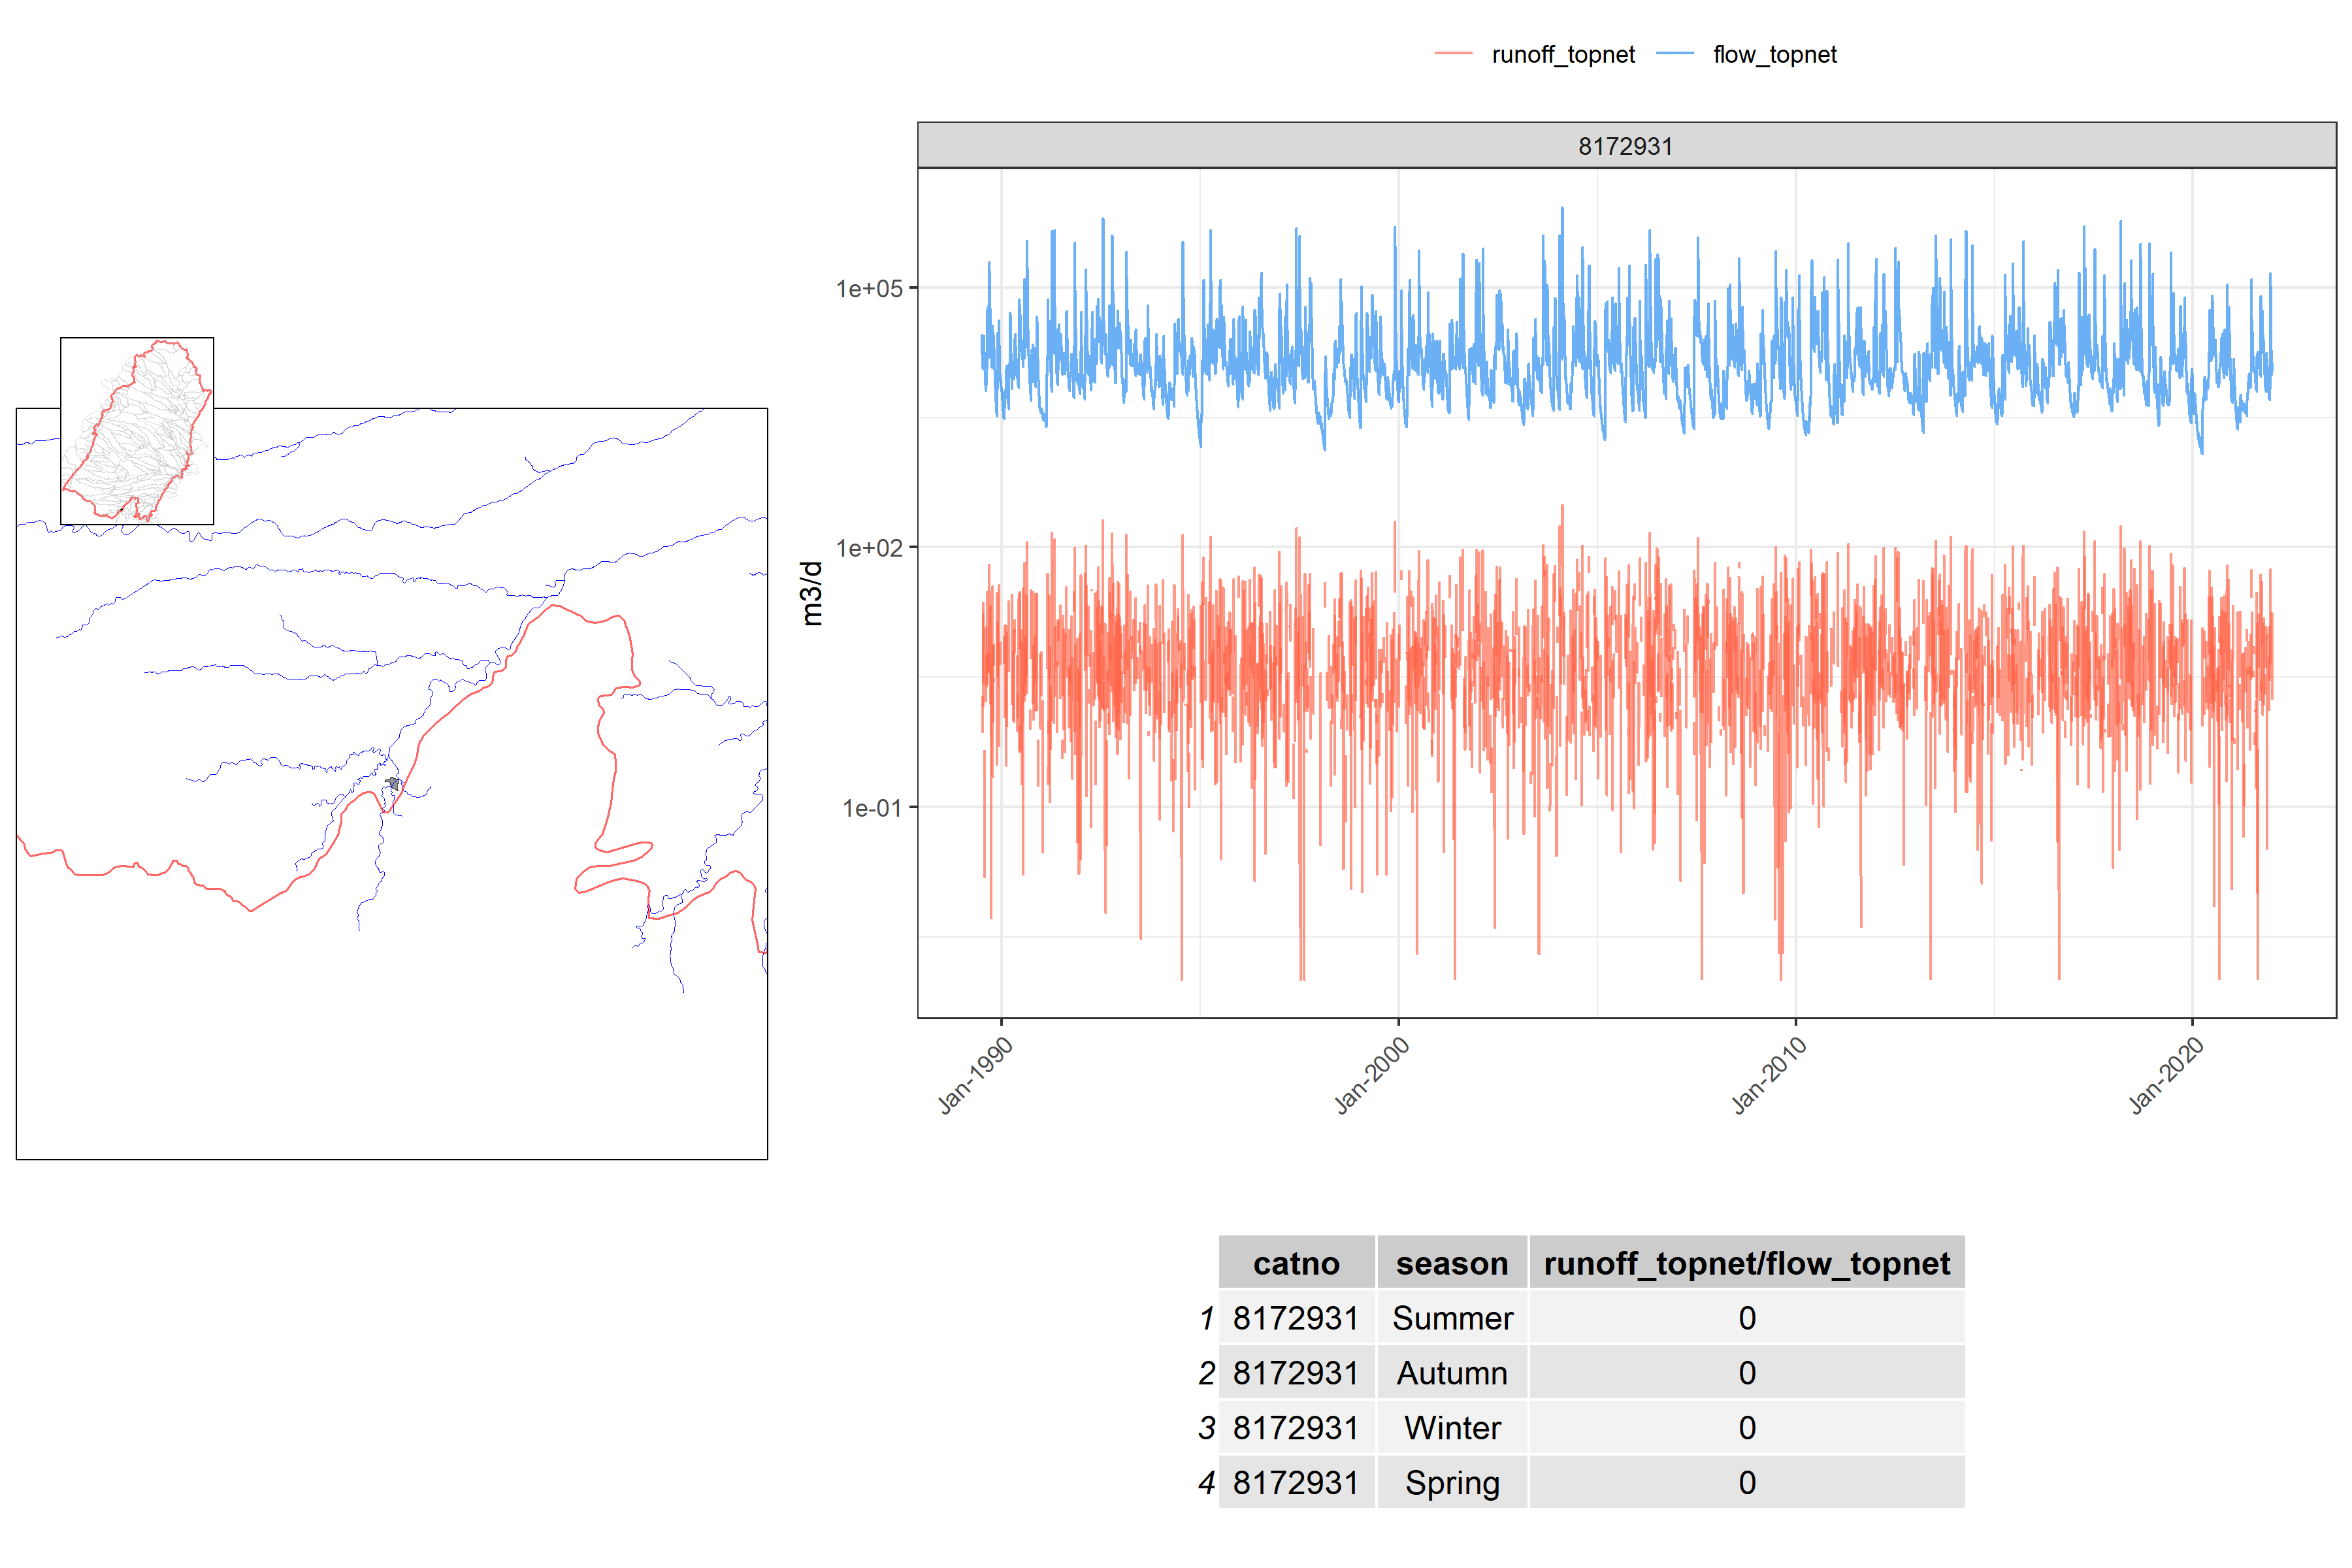 runoff_topnet flow_topnet
8172931
m3/d
1e+05
1e+02
1e-01
Jan-1990 Jan-2000 Jan-2010 Jan-2020
catno season runoff_topnet/flow_topnet
1 8172931 Summer 0
2 8172931 Autumn 0
3 8172931 Winter 0
4 8172931 Spring 0